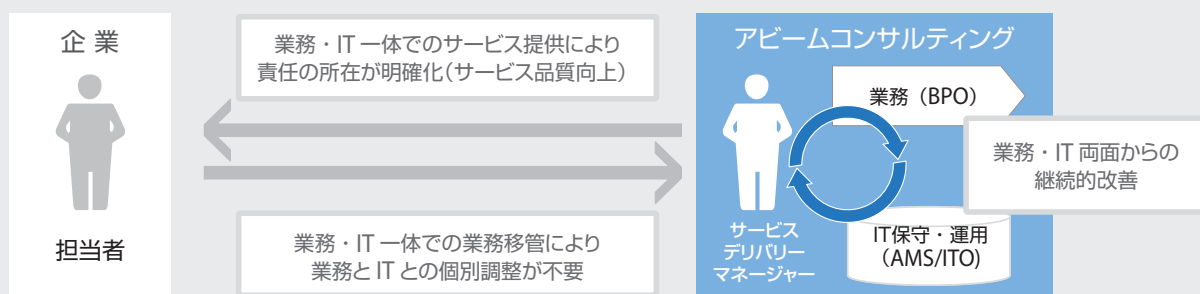 企 業
担当者
業務・IT 一体でのサービス提供により
責任の所在が明確化（サービス品質向上）
業務・IT 一体での業務移管により
業務と IT との個別調整が不要
アビームコンサルティング
業務（BPO）
業務・IT 両面からの
継続的改善
サービス
デリバリー
マネージャー
IT保守・運用
（AMS/ITO)